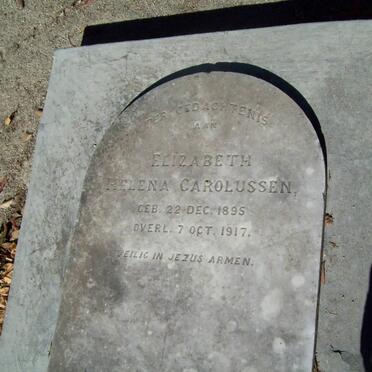 TER GEDACHTENIS
AAN
ELIZABETH
HELENA CAROLUSSEN,
GEB. 22 DEC. 1895
OVERL. 7 OCT. 1917.
VEILIG IN JEZUS ARMEN.